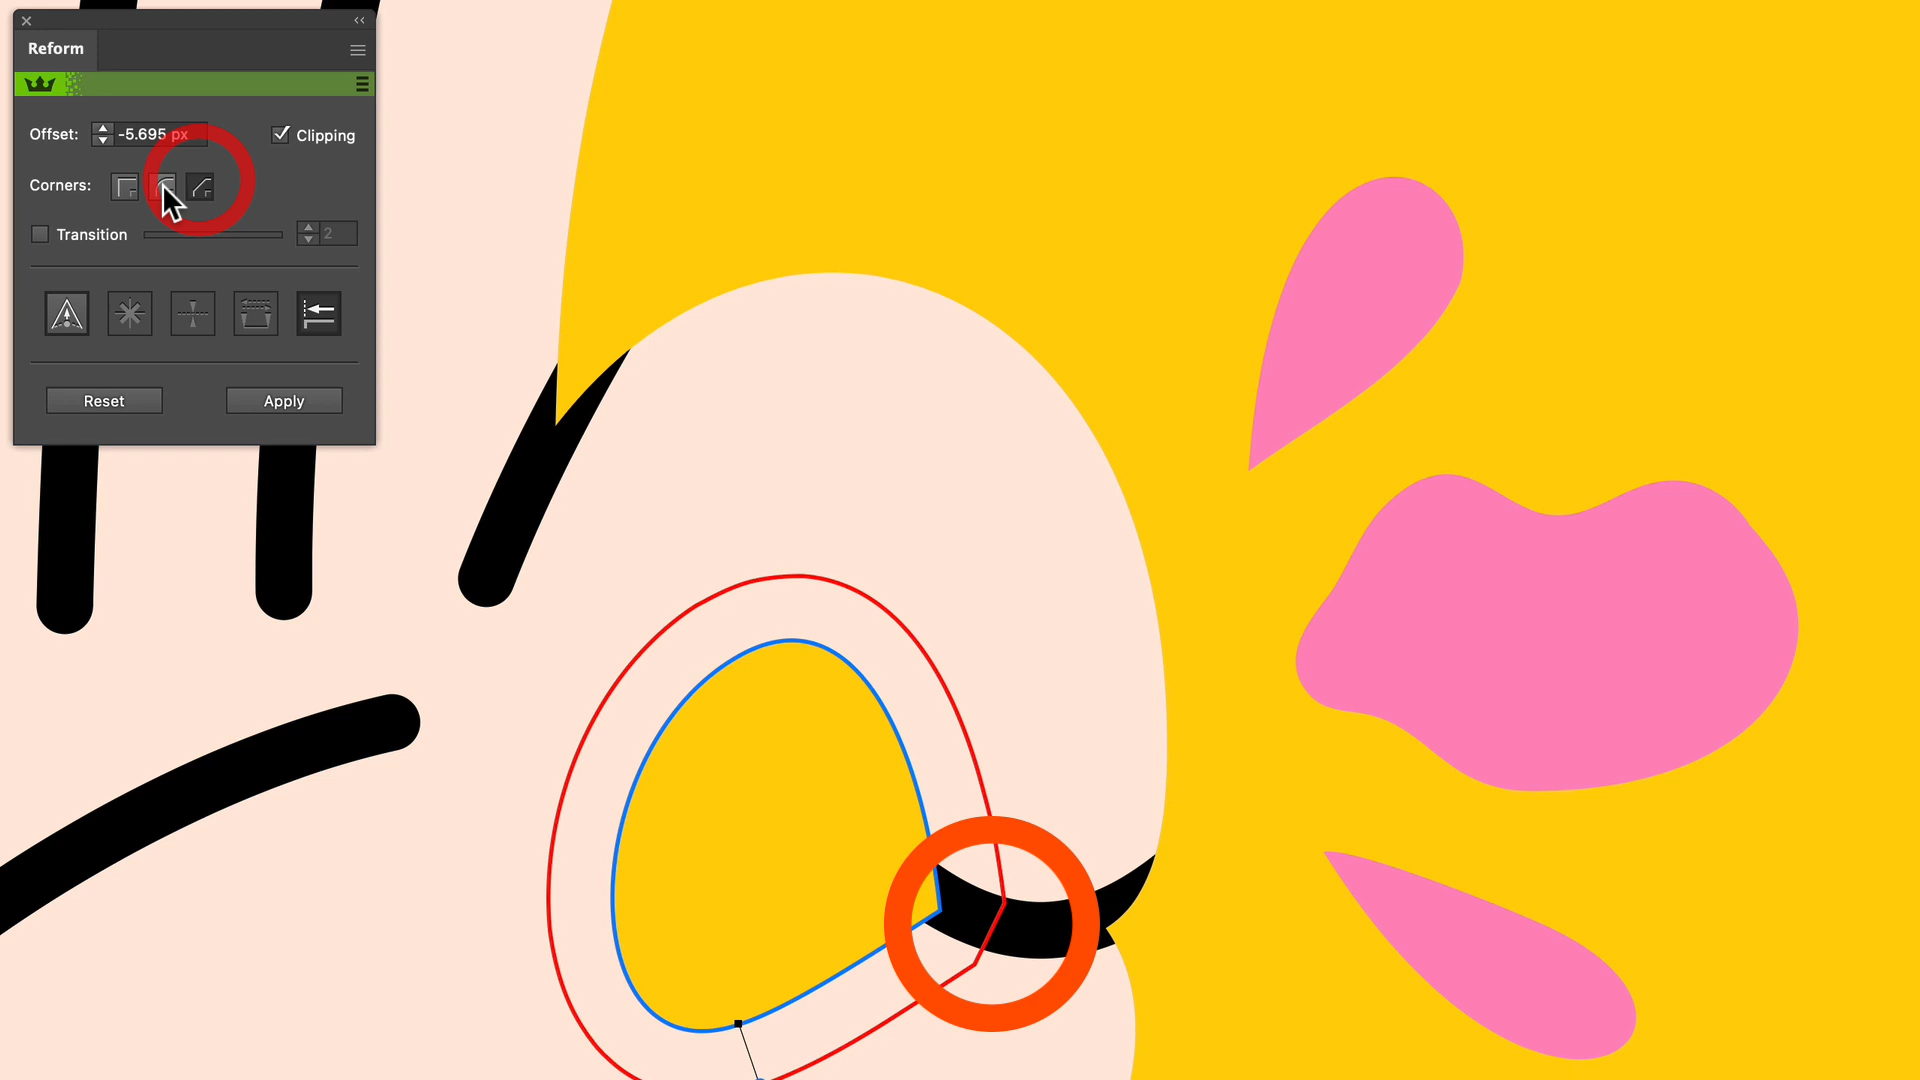 Reform
Offset: -5.695 px Clipping
Corners:
Transition 2
Reset Apply